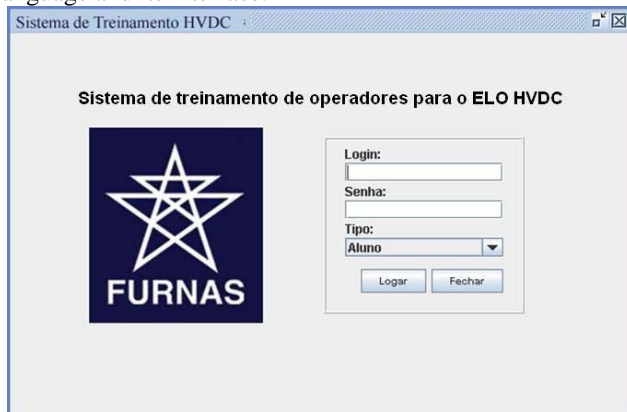 Sistema de Treinamento HVDC
Sistema de treinamento de operadores para o ELO HVDC
Login:
Senha:
Tipo:
Aluno
Logar Fechar
FURNAS